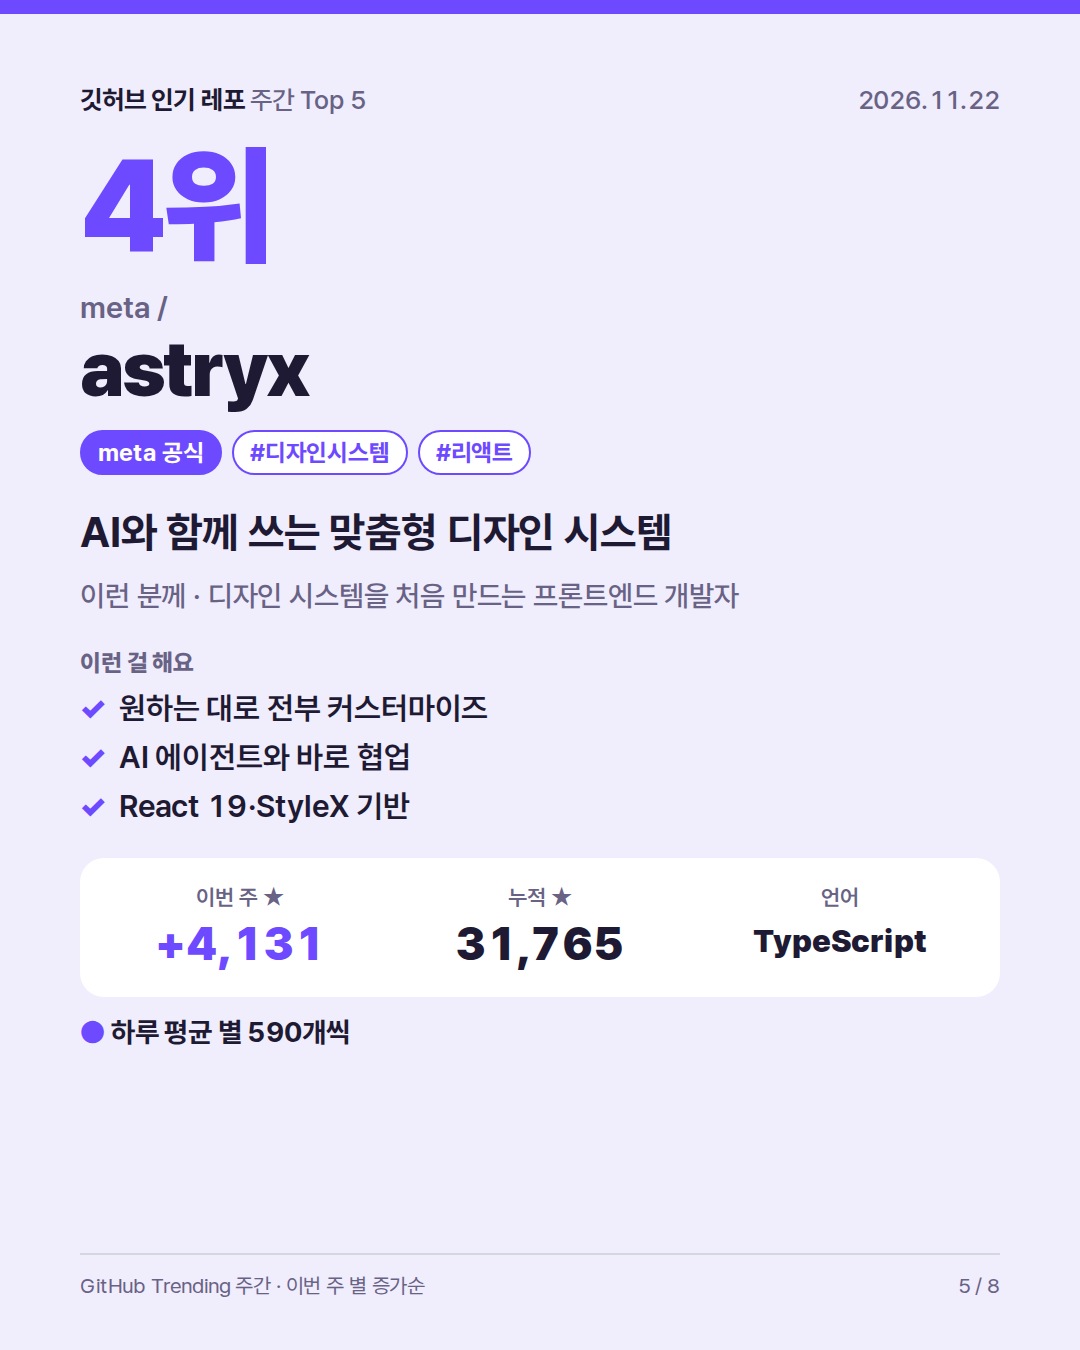 깃허브 인기 레포 주간 Top 5
2026.11.22
4위
meta /
astryx
meta 공식
#디자인시스템
#리액트
AI와 함께 쓰는 맞춤형 디자인 시스템
이런 분께 · 디자인 시스템을 처음 만드는 프론트엔드 개발자
이런 걸 해요
✔ 원하는 대로 전부 커스터마이즈
✔ AI 에이전트와 바로 협업
✔ React 19·StyleX 기반
이번 주 ★
+4,131
누적 ★
31,765
언어
TypeScript
● 하루 평균 별 590개씩
GitHub Trending 주간 · 이번 주 별 증가순
5 / 8